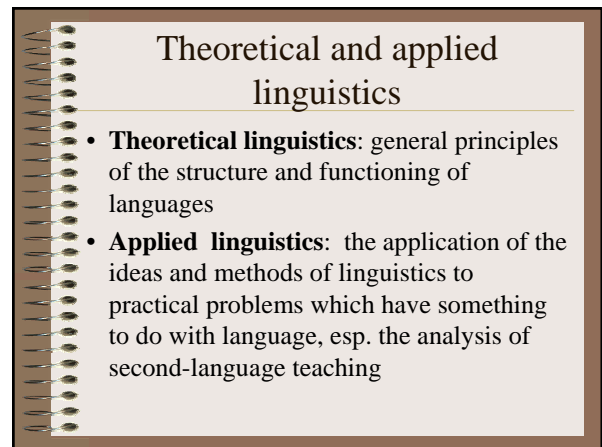 Theoretical and applied
linguistics
• Theoretical linguistics: general principles
of the structure and functioning of
languages
• Applied linguistics: the application of the
ideas and methods of linguistics to
practical problems which have something
to do with language, esp. the analysis of
second-language teaching